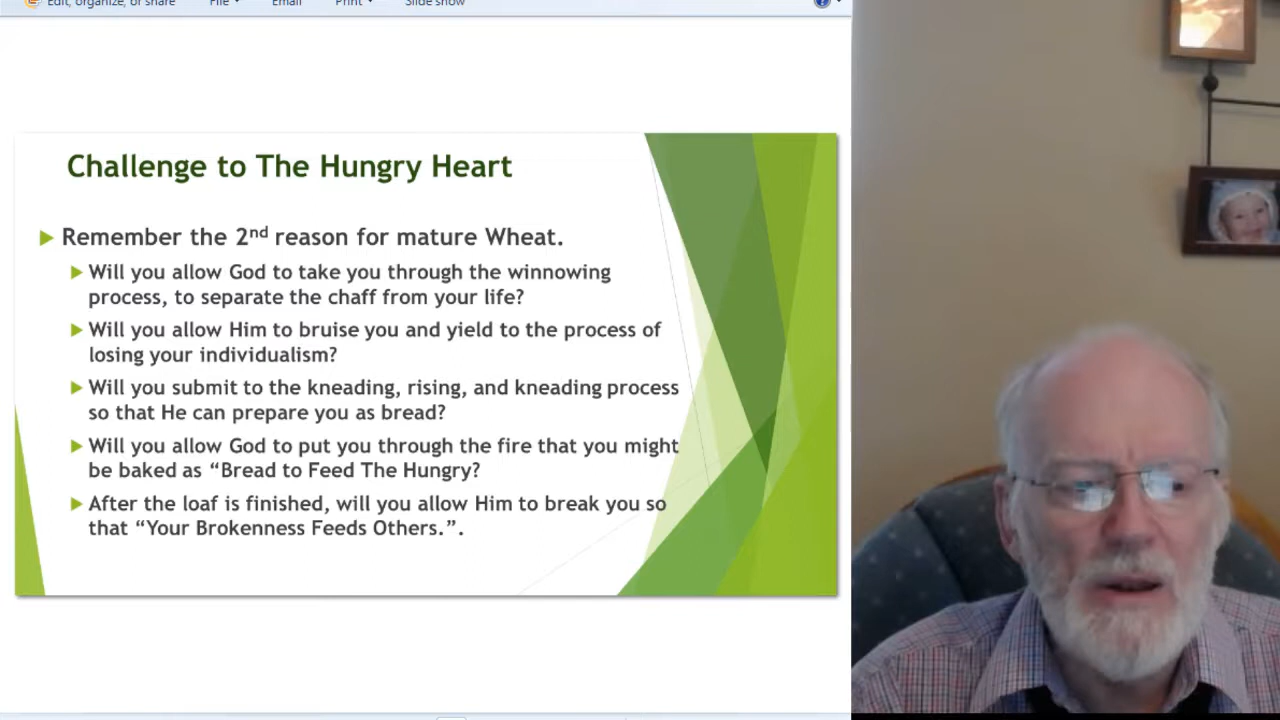 Edit, organize, or share File Email Print Slide show
Challenge to The Hungry Heart
Remember the 2nd reason for mature Wheat.
Will you allow God to take you through the winnowing
process, to separate the chaff from your life?
Will you allow Him to bruise you and yield to the process of
losing your individualism?
Will you submit to the kneading, rising, and kneading process
so that He can prepare you as bread?
Will you allow God to put you through the fire that you might
be baked as “Bread to Feed The Hungry?
After the loaf is finished, will you allow Him to break you so
that “Your Brokenness Feeds Others.”.